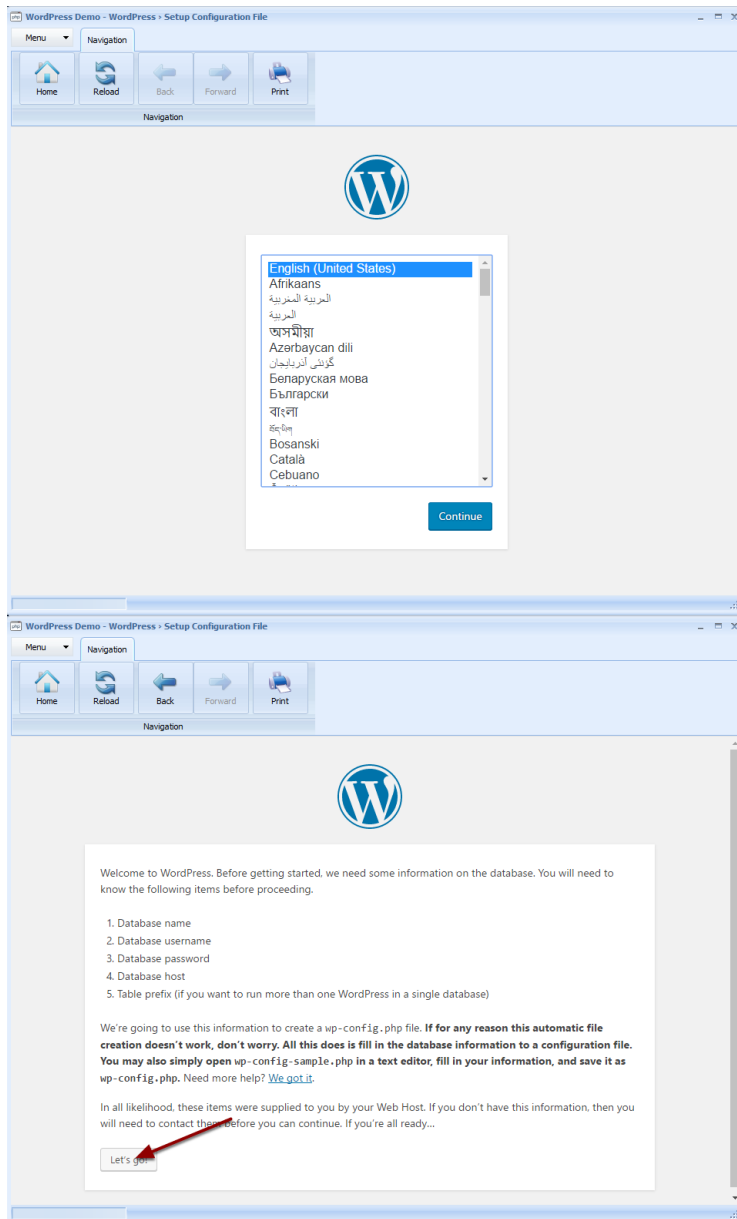 WordPress Demo - WordPress › Setup Configuration File
Menu
Navigation
Home
Reload
Back
Forward
Print
Navigation
English (United States)
Afrikaans
العربية المغربية
العربية
অসমীয়া
Azərbaycan dili
گؤنئی آذربایجان
Беларуская мова
Български
বাংলা
བོད་ཡིག
Bosanski
Català
Cebuano
Continue
WordPress Demo - WordPress › Setup Configuration File
Menu
Navigation
Home
Reload
Back
Forward
Print
Navigation
Welcome to WordPress. Before getting started, we need some information on the database. You will need to
know the following items before proceeding.
1. Database name
2. Database username
3. Database password
4. Database host
5. Table prefix (if you want to run more than one WordPress in a single database)
We're going to use this information to create a wp-config.php file. If for any reason this automatic file
creation doesn't work, don't worry. All this does is fill in the database information to a configuration file.
You may also simply open wp-config-sample.php in a text editor, fill in your information, and save it as
wp-config.php. Need more help? We got it.
In all likelihood, these items were supplied to you by your Web Host. If you don't have this information, then you
will need to contact them before you can continue. If you're all ready…
Let's go!